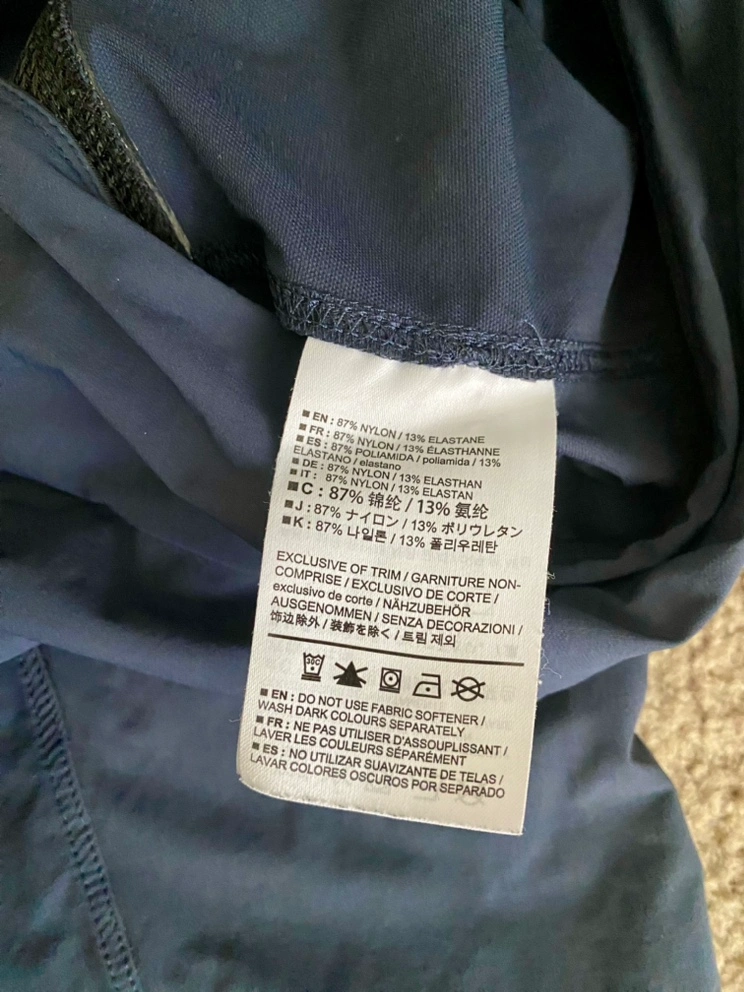 ■ EN: 87% NYLON / 13% ELASTANE
■ FR: 87% NYLON / 13% ÉLASTHANNE
■ ES: 87% POLIAMIDA / poliamida / 13%
ELASTANO / elastano
■ DE: 87% NYLON / 13% ELASTHAN
■ IT: 87% NYLON / 13% ELASTAN
■ C: 87% 锦纶 / 13% 氨纶
■ J: 87% ナイロン / 13% ポリウレタン
■ K: 87% 나일론 / 13% 폴리우레탄
EXCLUSIVE OF TRIM / GARNITURE NON-
COMPRISE / EXCLUSIVO DE CORTE /
exclusivo de corte / NÄHZUBEHÖR
AUSGENOMMEN / SENZA DECORAZIONI /
饰边除外 / 装飾を除く / 트림 제외
30C
■ EN: DO NOT USE FABRIC SOFTENER /
WASH DARK COLOURS SEPARATELY
■ FR: NE PAS UTILISER D'ASSOUPLISSANT /
LAVER LES COULEURS SÉPARÉMENT
■ ES: NO UTILIZAR SUAVIZANTE DE TELAS /
LAVAR COLORES OSCUROS POR SEPARADO